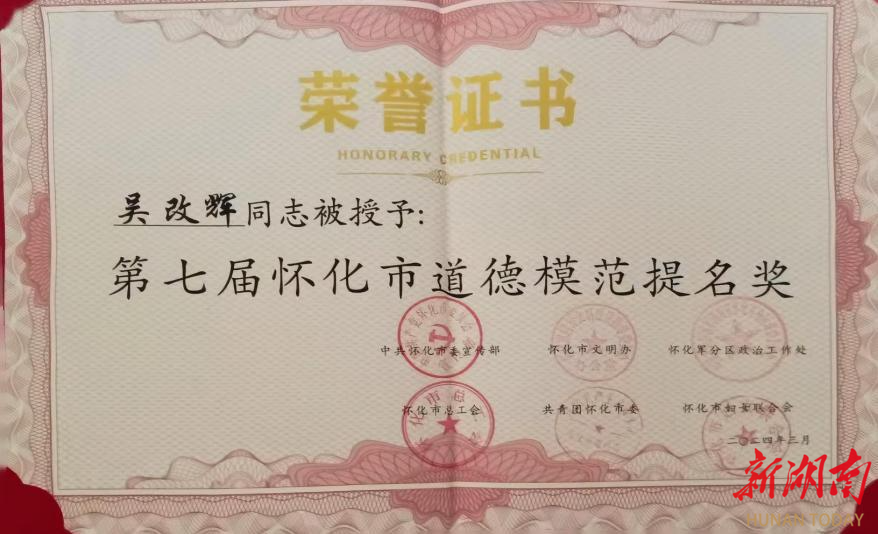 荣誉证书
HONORARY CREDENTIAL
吴改辉同志被授予:
第七届怀化市道德模范提名奖
中共怀化市委宣传部 怀化市文明办 怀化军分区政治工作处
怀化市总工会 共青团怀化市委 怀化市妇女联合会
二〇二四年三月
新湖南
HUNAN TODAY